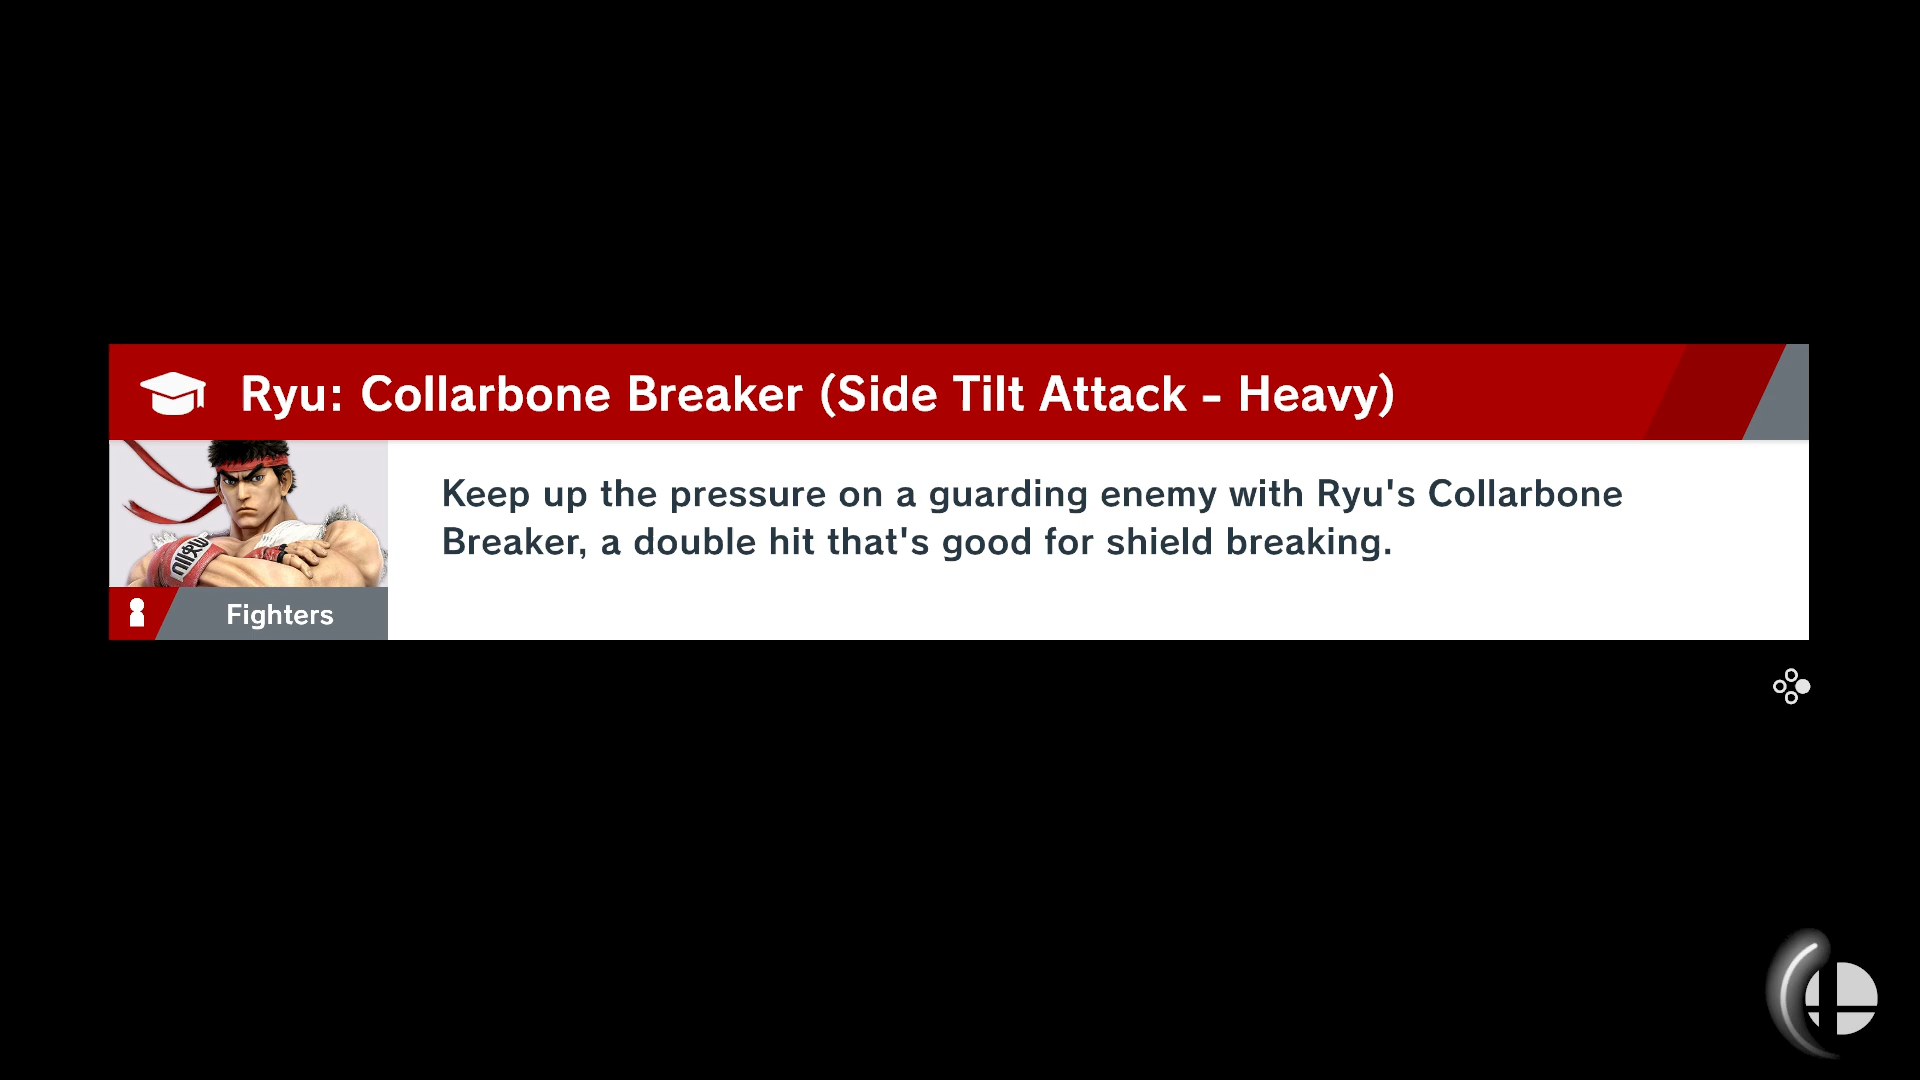 Ryu: Collarbone Breaker (Side Tilt Attack - Heavy)
Keep up the pressure on a guarding enemy with Ryu's Collarbone
Breaker, a double hit that's good for shield breaking.
Fighters